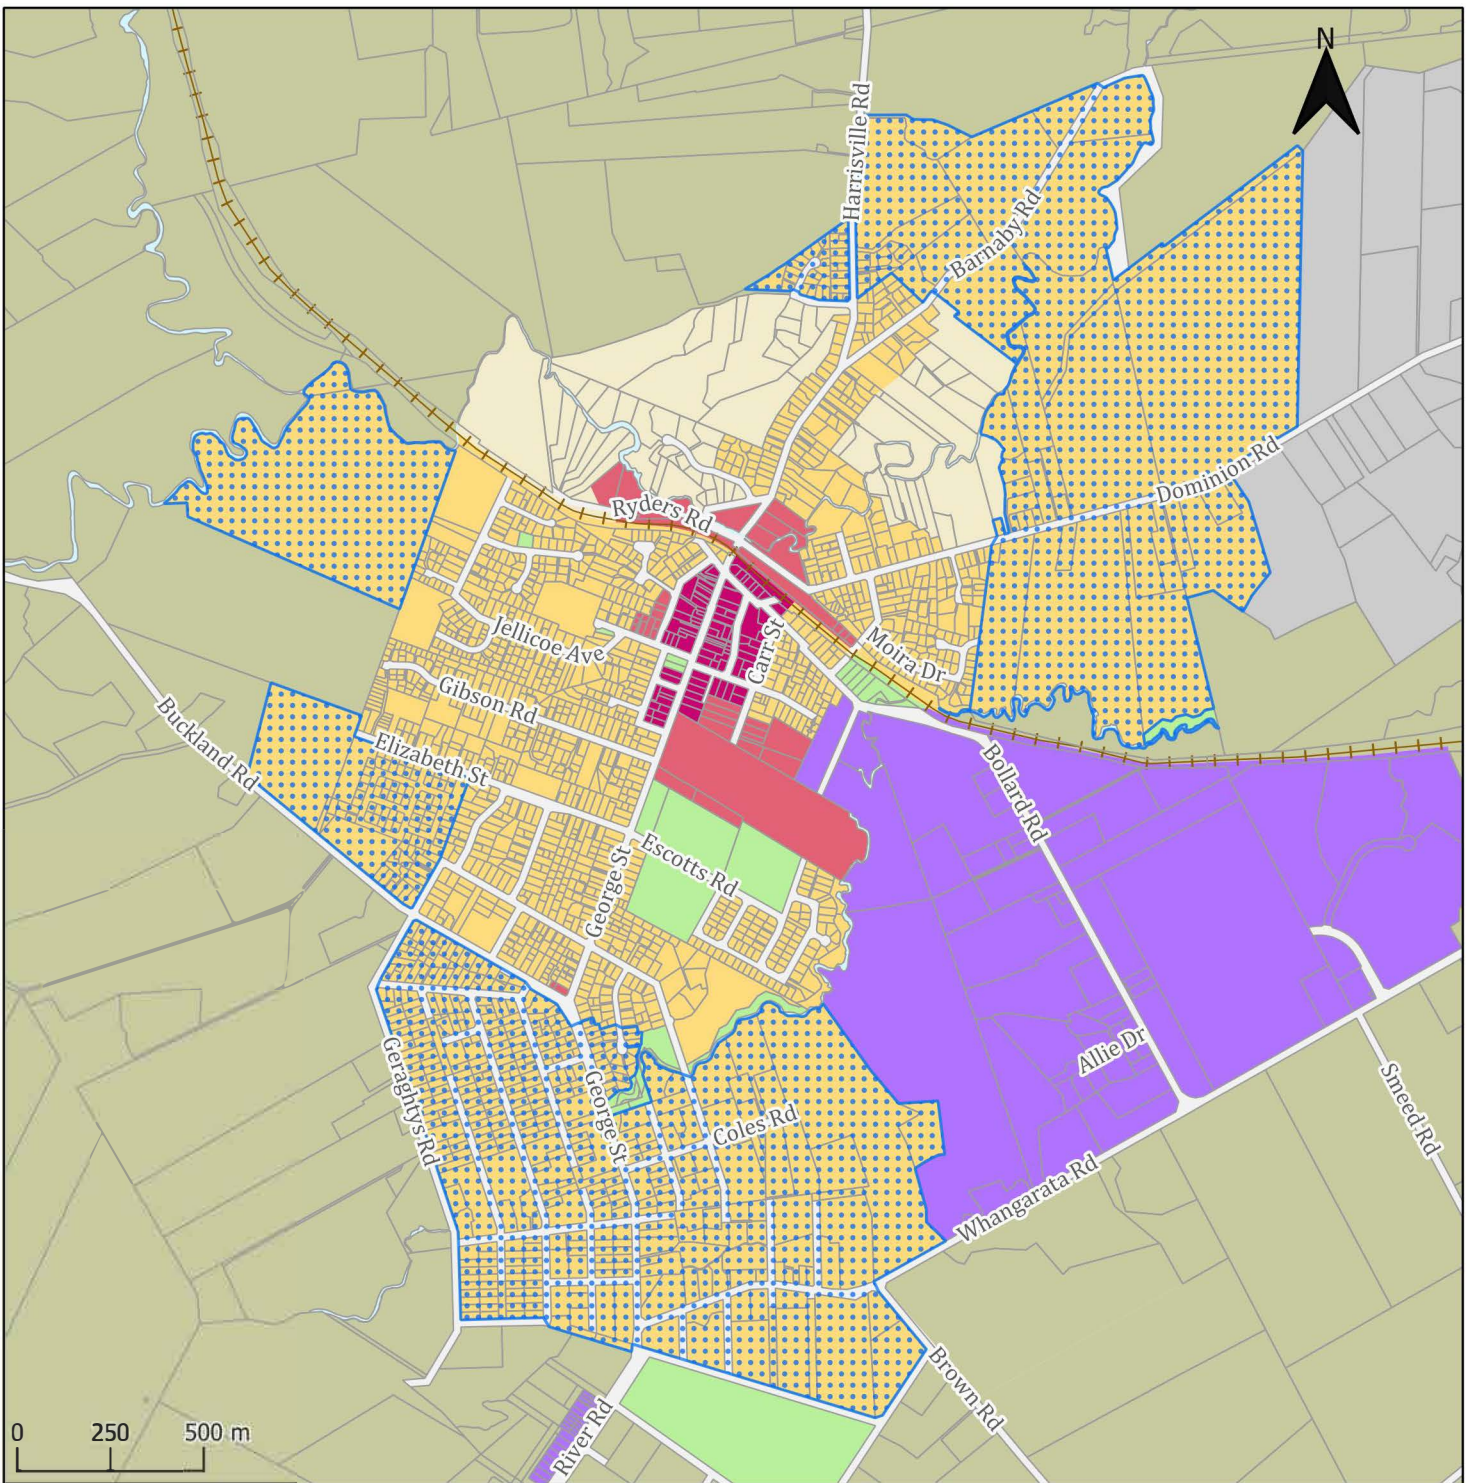 N
Harrisville Rd
Barnaby Rd
Dominion Rd
Ryders Rd
Carr St
Moira Dr
Jellicoe Ave
Gibson Rd
Elizabeth St
Buckland Rd
Bollard Rd
Escotts Rd
George St
Allie Dr
Geraghtys Rd
George St
Coles Rd
Smeed Rd
Whangarata Rd
Brown Rd
River Rd
0 250 500 m